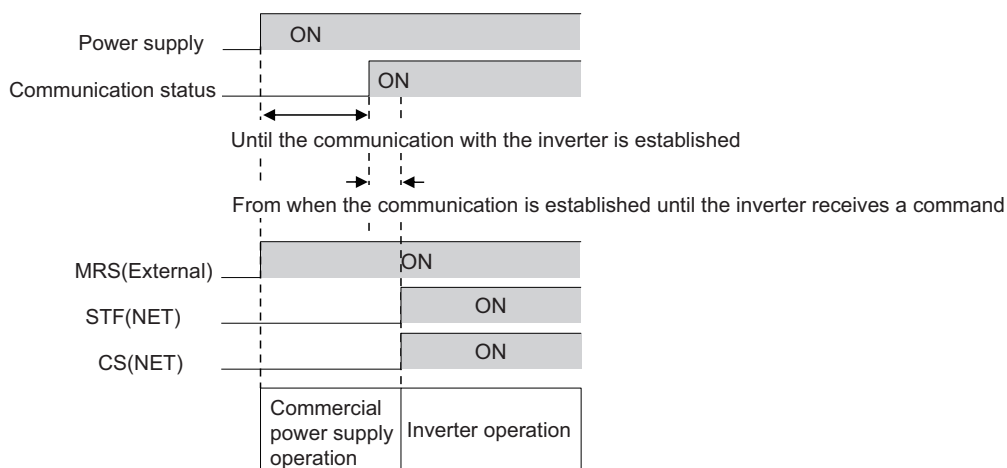 Power supply
ON
Communication status
ON
Until the communication with the inverter is established
From when the communication is established until the inverter receives a command
MRS(External)
ON
STF(NET)
ON
CS(NET)
ON
Commercial
power supply
operation
Inverter operation